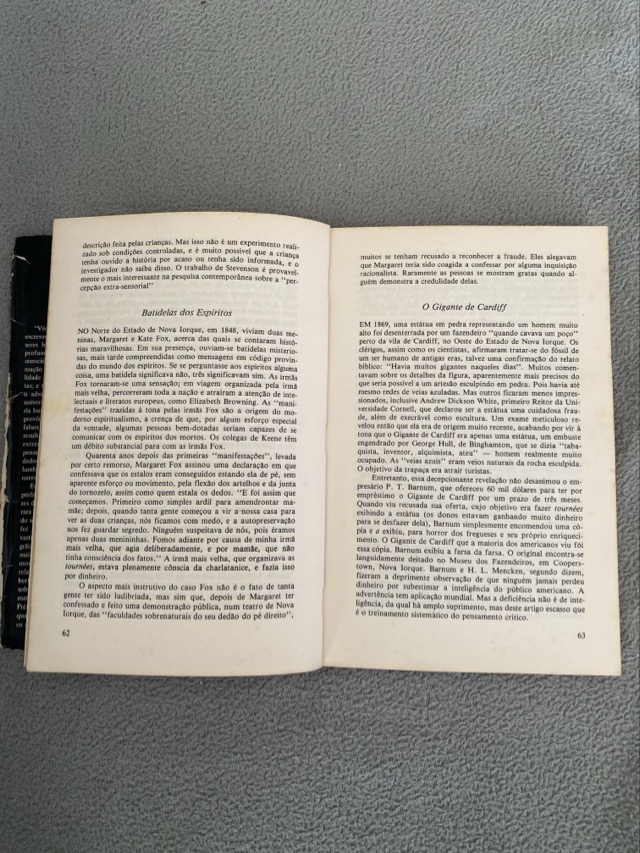 descrição feita pelas crianças. Mas isso não é um experimento reali-
zado sob condições controladas, e é muito possível que a criança
tenha ouvido a história por acaso ou tenha sido informada, e o
investigador não saiba disso. O trabalho de Stevenson é provavel-
mente o mais interessante na pesquisa contemporânea sobre a "per-
cepção extra-sensorial"
Batidelas dos Espíritos
NO Norte do Estado de Nova Iorque, em 1848, viviam duas me-
ninas, Margaret e Kate Fox, acerca das quais se contaram histó-
rias maravilhosas. Em sua presença, ouviam-se batidelas misterio-
sas, mais tarde compreendidas como mensagens em código provin-
das do mundo dos espíritos. Se se perguntasse aos espíritos alguma
coisa, uma batidela significava não, três significavam sim. As irmãs
Fox tornaram-se uma sensação; em viagem organizada pela irmã
mais velha, percorreram toda a nação e atraíram a atenção de inte-
lectuais e literatos europeus, como Elizabeth Browning. As "mani-
festações" trazidas à tona pelas irmãs Fox são a origem do mo-
derno espiritualismo, a crença de que, por algum esforço especial
da vontade, algumas pessoas bem-dotadas seriam capazes de se
comunicar com os espíritos dos mortos. Os colegas de Keene têm
um débito substancial para com as irmãs Fox.
Quarenta anos depois das primeiras "manifestações", levada
por certo remorso, Margaret Fox assinou uma declaração em que
confessava que os estalos eram conseguidos estando ela de pé, sem
aparente esforço ou movimento, pela flexão dos artelhos e da junta
do tornozelo, assim como quem estala os dedos. "E foi assim que
começamos. Primeiro como simples ardil para amendrontar ma-
mãe; depois, quando tanta gente começou a vir a nossa casa para
ver as duas crianças, nós ficamos com medo, e a autopreservação
nos fez guardar segredo. Ninguém suspeitava de nós, pois éramos
apenas duas menininhas. Fomos adiante por causa de minha irmã
mais velha, que agia deliberadamente, e por mamãe, que não
tinha consciência dos fatos." A irmã mais velha, que organizava as
tournées, estava plenamente cônscia da charlatanice, e fazia isso
por dinheiro.
O aspecto mais instrutivo do caso Fox não é o fato de tanta
gente ter sido ludibriada, mas sim que, depois de Margaret ter
confessado e feito uma demonstração pública, num teatro de Nova
Iorque, das "faculdades sobrenaturais do seu dedão do pé direito",
62
muitos se tenham recusado a reconhecer a fraude. Eles alegavam
que Margaret teria sido coagida a confessar por alguma inquisição
racionalista. Raramente as pessoas se mostram gratas quando al-
guém demonstra a credulidade delas.
O Gigante de Cardiff
EM 1869, uma estátua em pedra representando um homem muito
alto foi desenterrada por um fazendeiro "quando cavava um poço"
perto da vila de Cardiff, no Oeste do Estado de Nova Iorque. Os
clérigos, assim como os cientistas, afirmaram tratar-se do fóssil de
um ser humano de antigas eras, talvez uma confirmação do relato
bíblico: "Havia muitos gigantes naqueles dias". Muitos comen-
tavam sobre os detalhes da figura, aparentemente mais precisos do
que seria possível a um artesão esculpindo em pedra. Pois havia até
mesmo redes de veias azuladas. Mas outros ficaram menos impres-
sionados, inclusive Andrew Dickson White, primeiro Reitor da Uni-
versidade Cornell, que declarou ser a estátua uma cuidadosa frau-
de, além de execrável como escultura. Um exame meticuloso re-
velou então que ela era de origem muito recente, acabando por vir à
tona que o Gigante de Cardiff era apenas uma estátua, um embuste
engendrado por George Hull, de Binghamton, que se dizia "taba-
quista, inventor, alquimista, ateu" — homem realmente muito
ocupado. As "veias azuis" eram veios naturais da rocha esculpida.
O objetivo da trapaça era atrair turistas.
Entretanto, essa decepcionante revelação não desanimou o em-
presário P. T. Barnum, que ofereceu 60 mil dólares para ter por
empréstimo o Gigante de Cardiff por um prazo de três meses.
Quando viu recusada sua oferta, cujo objetivo era fazer tournées
exibindo a estátua (os donos estavam ganhando muito dinheiro
para se desfazer dela), Barnum simplesmente encomendou uma có-
pia e a exibiu, para horror dos fregueses e seu próprio enriqueci-
mento. O Gigante de Cardiff que a maioria dos americanos viu foi
essa cópia. Barnum exibiu a farsa da farsa. O original encontra-se
languidamente deitado no Museu dos Fazendeiros, em Coopers-
town, Nova Iorque. Barnum e H. L. Mencken, segundo dizem,
fizeram a deprimente observação de que ninguém jamais perdeu
dinheiro por subestimar a inteligência do público americano. A
advertência tem aplicação mundial. Mas a deficiência não é de inte-
ligência, da qual há amplo suprimento, mas deste artigo escasso que
é o treinamento sistemático do pensamento crítico.
63